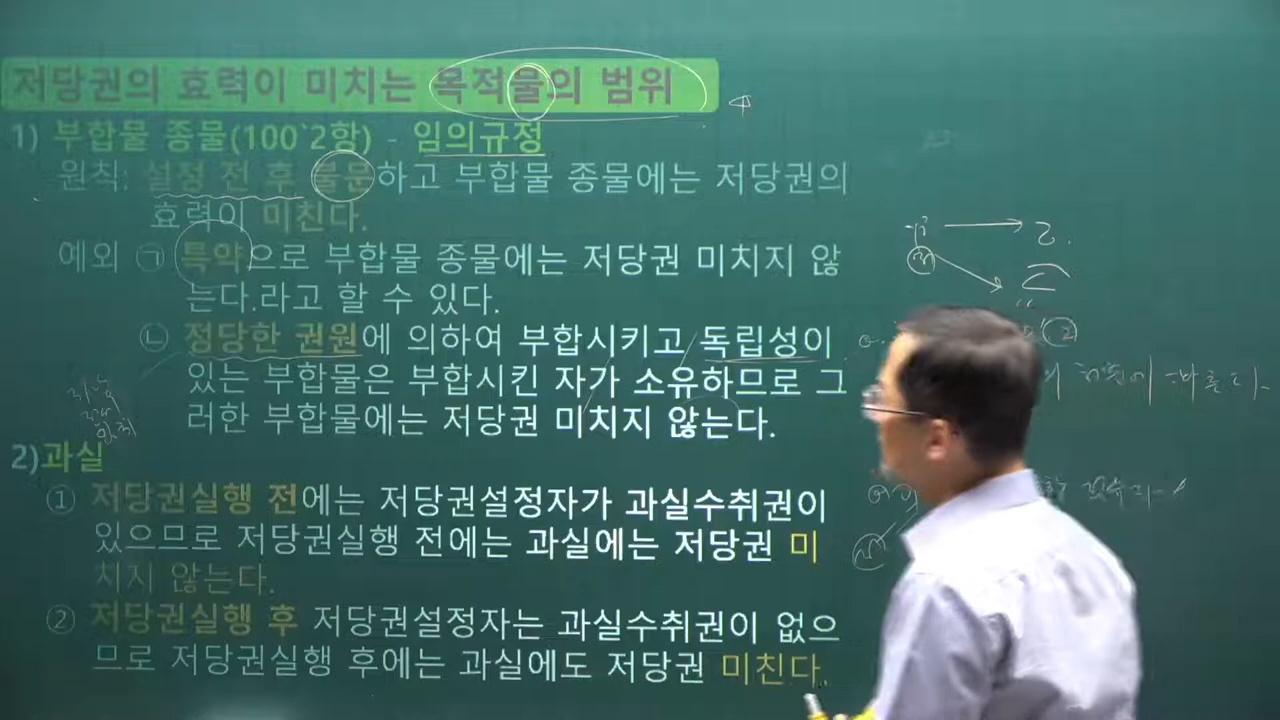 저당권의 효력이 미치는 목적물의 범위
1) 부합물 종물(100`2항) - 임의규정
원칙: 설정 전 후 불문하고 부합물 종물에는 저당권의
효력이 미친다.
예외 ㉠ 특약으로 부합물 종물에는 저당권 미치지 않
는다.라고 할 수 있다.
㉡ 정당한 권원에 의하여 부합시키고 독립성이
있는 부합물은 부합시킨 자가 소유하므로 그
러한 부합물에는 저당권 미치지 않는다.
2)과실
① 저당권실행 전에는 저당권설정자가 과실수취권이
있으므로 저당권실행 전에는 과실에는 저당권 미
치지 않는다.
② 저당권실행 후 저당권설정자는 과실수취권이 없으
므로 저당권실행 후에는 과실에도 저당권 미친다.